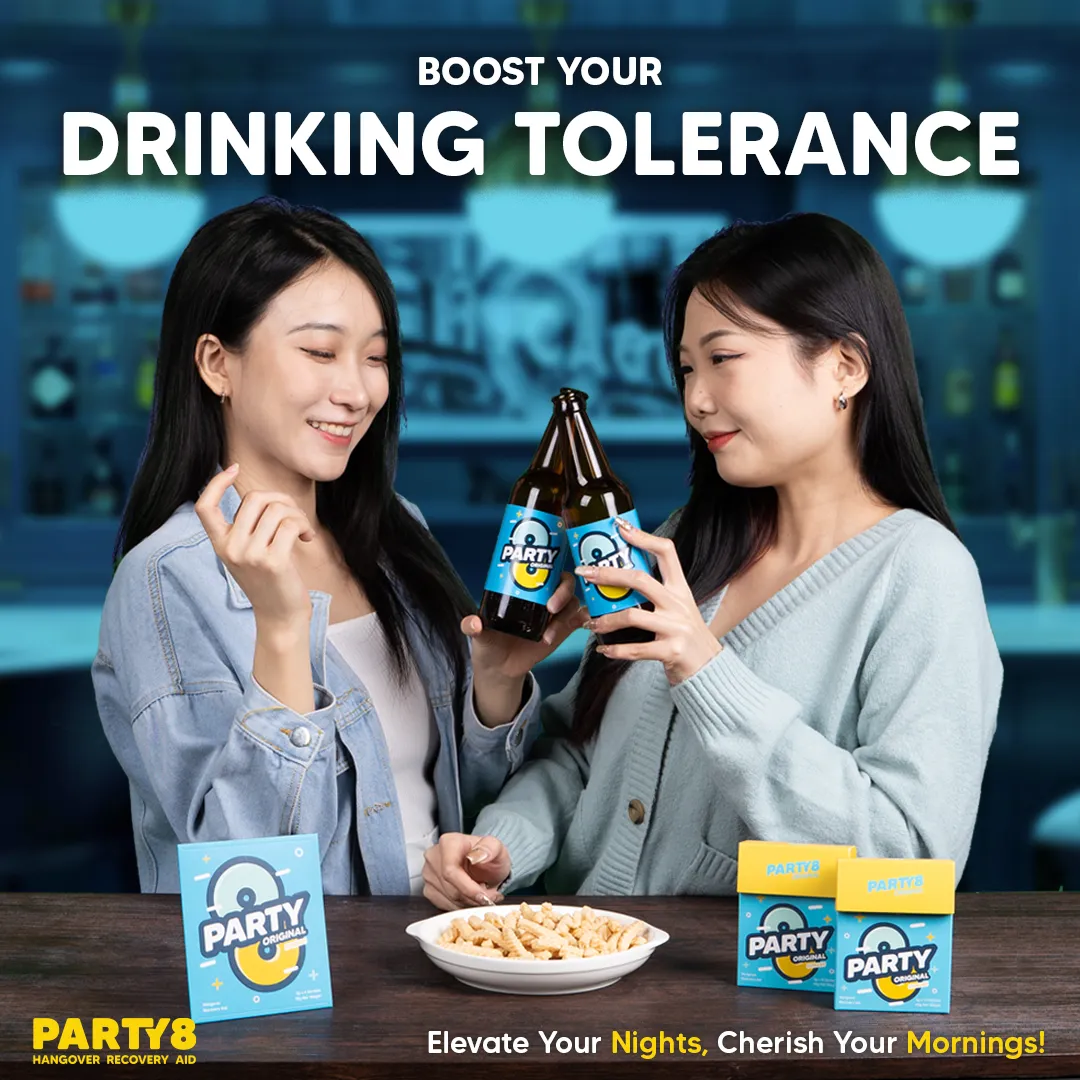 BOOST YOUR
DRINKING TOLERANCE
PARTY
ORIGINAL
PARTY
PARTY
ORIGINAL
PARTY8
PARTY
ORIGINAL
PARTY8
PARTY
ORIGINAL
PARTY8
HANGOVER RECOVERY AID
Elevate Your Nights, Cherish Your Mornings!